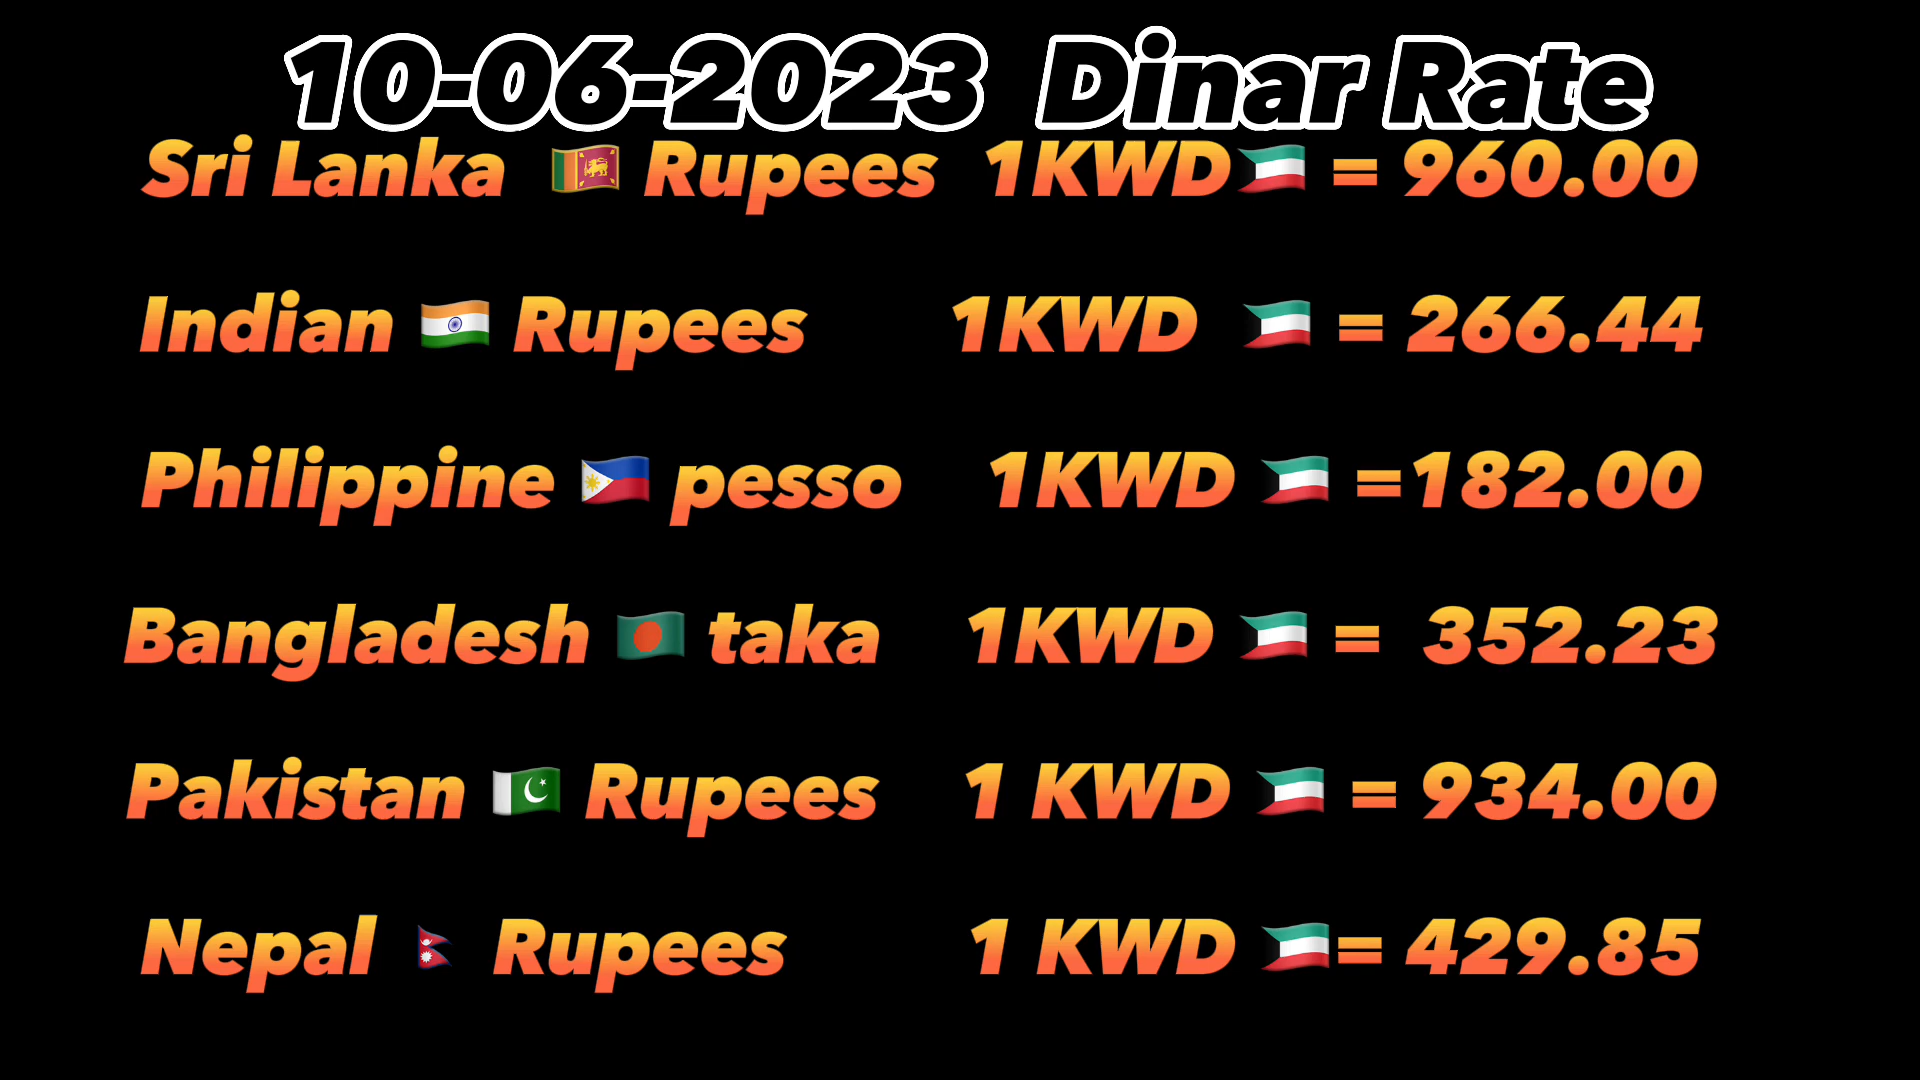 10-06-2023 Dinar Rate
Sri Lanka 🇱🇰 Rupees 1KWD🇰🇼 = 960.00
Indian 🇮🇳 Rupees 1KWD 🇰🇼 = 266.44
Philippine 🇵🇭 pesso 1KWD 🇰🇼 =182.00
Bangladesh 🇧🇩 taka 1KWD 🇰🇼 = 352.23
Pakistan 🇵🇰 Rupees 1 KWD 🇰🇼 = 934.00
Nepal 🇳🇵 Rupees 1 KWD 🇰🇼= 429.85